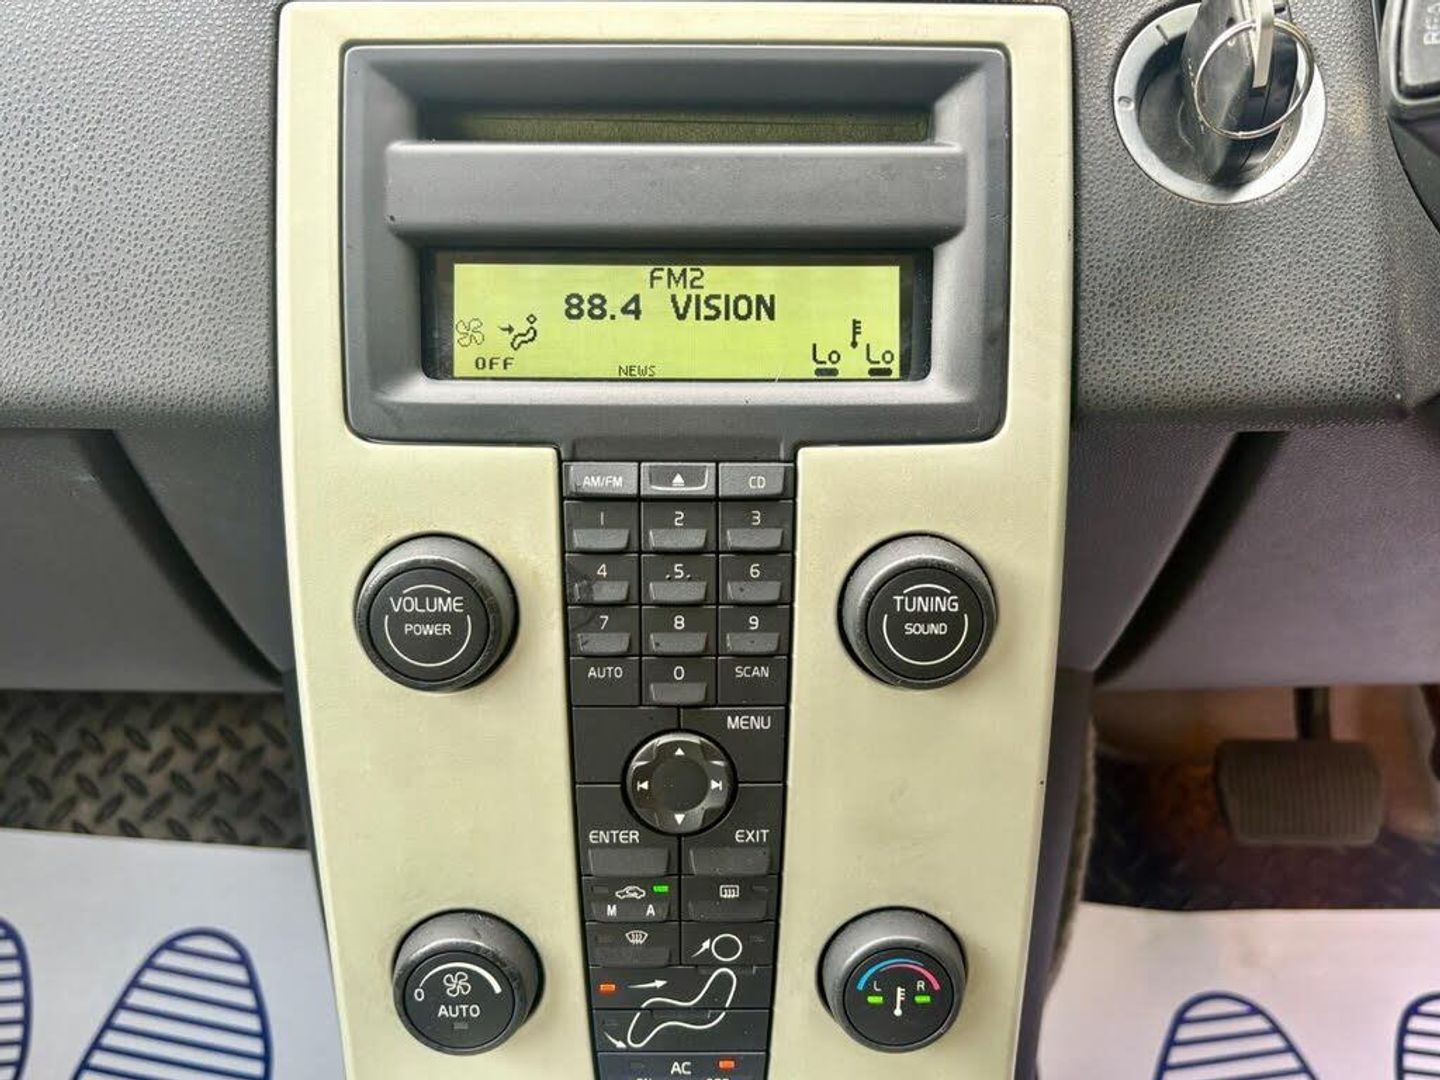 RE
FM2
88.4 VISION
OFF
NEWS
Lo Lo
AM/FM CD
1 2 3
4 .5. 6
7 8 9
AUTO 0 SCAN
VOLUME
POWER
TUNING
SOUND
MENU
ENTER EXIT
M A
0
AUTO
L R
AC